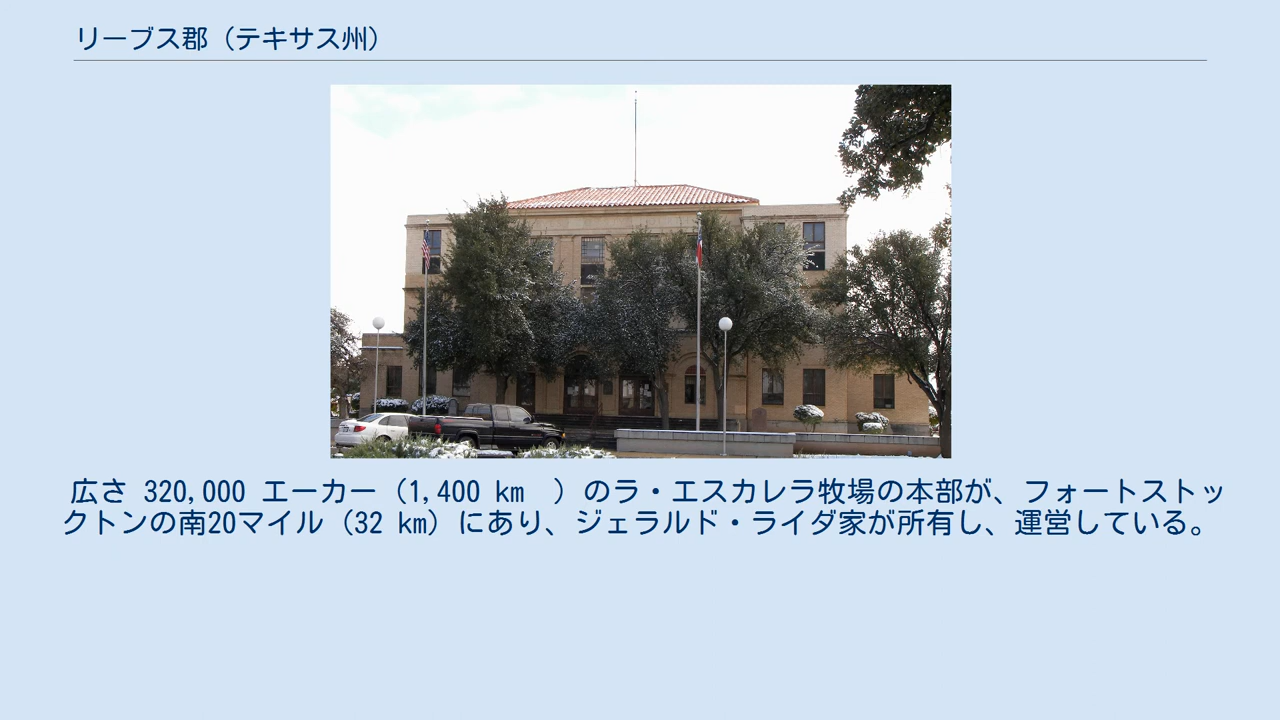 リーブス郡（テキサス州）
広さ 320,000 エーカー（1,400 km　）のラ・エスカレラ牧場の本部が、フォートストッ
クトンの南20マイル（32 km）にあり、ジェラルド・ライダ家が所有し、運営している。